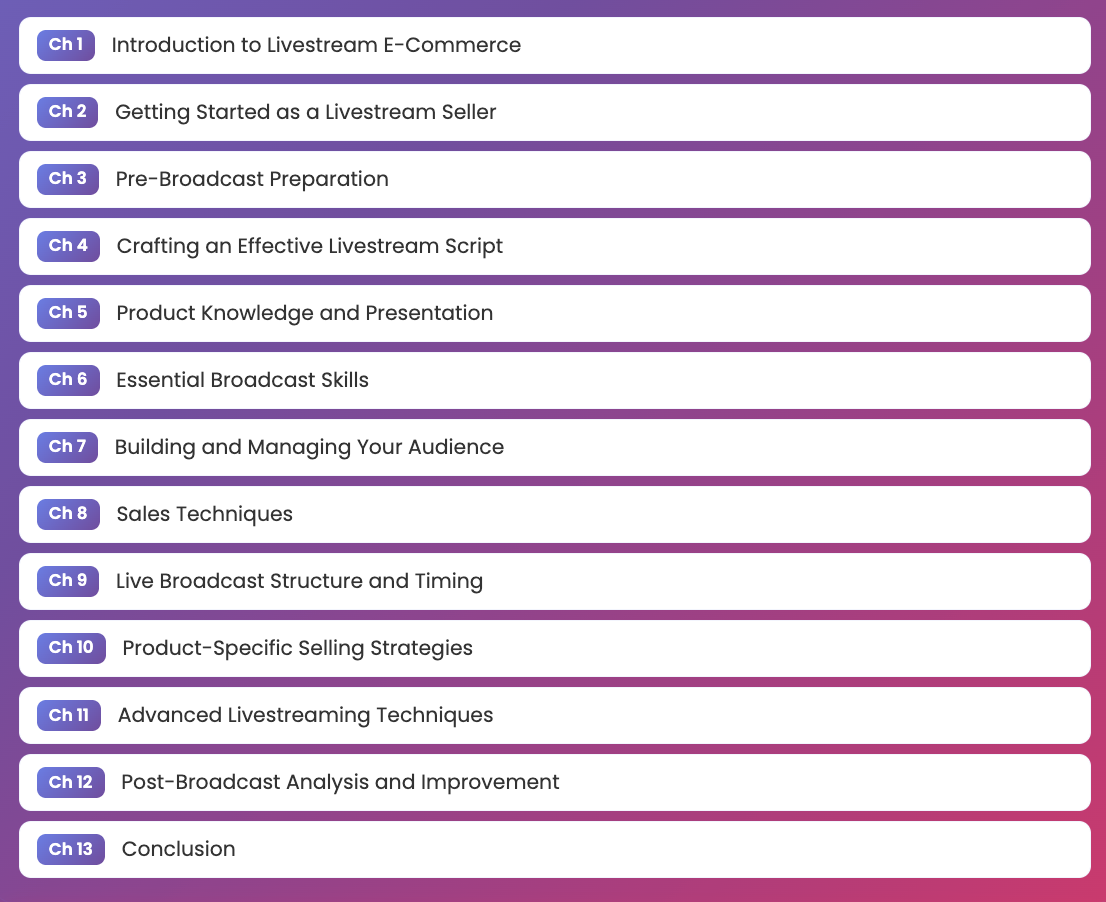 Ch 1 Introduction to Livestream E-Commerce
Ch 2 Getting Started as a Livestream Seller
Ch 3 Pre-Broadcast Preparation
Ch 4 Crafting an Effective Livestream Script
Ch 5 Product Knowledge and Presentation
Ch 6 Essential Broadcast Skills
Ch 7 Building and Managing Your Audience
Ch 8 Sales Techniques
Ch 9 Live Broadcast Structure and Timing
Ch 10 Product-Specific Selling Strategies
Ch 11 Advanced Livestreaming Techniques
Ch 12 Post-Broadcast Analysis and Improvement
Ch 13 Conclusion